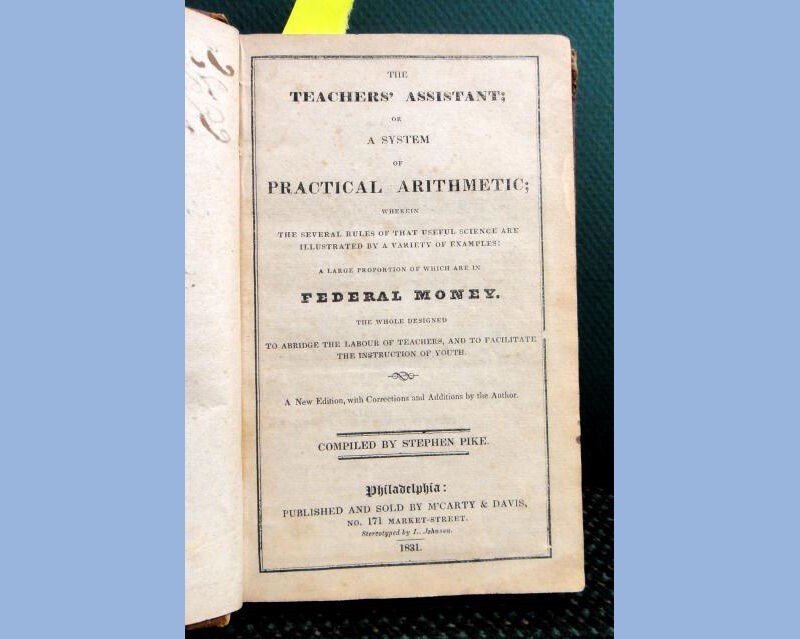 THE
TEACHERS' ASSISTANT;
OR
A SYSTEM
OF
PRACTICAL ARITHMETIC;
WHEREIN
THE SEVERAL RULES OF THAT USEFUL SCIENCE ARE
ILLUSTRATED BY A VARIETY OF EXAMPLES:
A LARGE PROPORTION OF WHICH ARE IN
FEDERAL MONEY.
THE WHOLE DESIGNED
TO ABRIDGE THE LABOUR OF TEACHERS, AND TO FACILITATE
THE INSTRUCTION OF YOUTH.
A New Edition, with Corrections and Additions by the Author.
COMPILED BY STEPHEN PIKE.
Philadelphia:
PUBLISHED AND SOLD BY M'CARTY & DAVIS,
NO. 171 MARKET-STREET.
Stereotyped by L. Johnson.
1831.